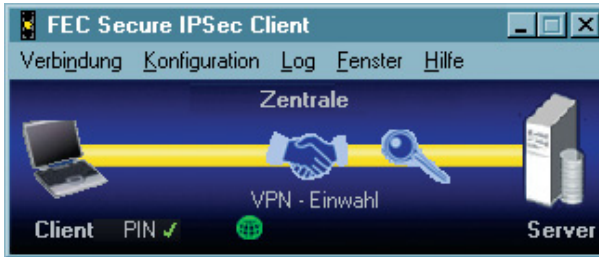 FEC Secure IPSec Client
Verbindung Konfiguration Log Fenster Hilfe
Zentrale
VPN - Einwahl
Client PIN ✓ Server